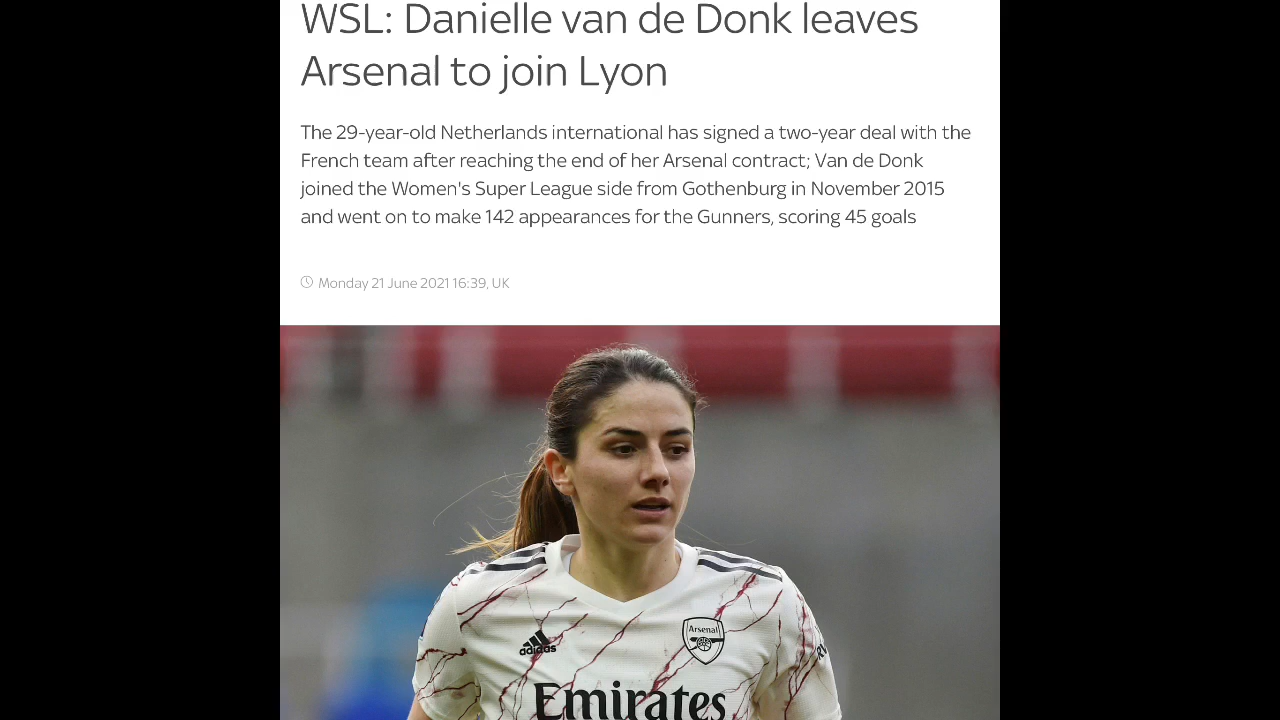 WSL: Danielle van de Donk leaves
Arsenal to join Lyon
The 29-year-old Netherlands international has signed a two-year deal with the
French team after reaching the end of her Arsenal contract; Van de Donk
joined the Women's Super League side from Gothenburg in November 2015
and went on to make 142 appearances for the Gunners, scoring 45 goals
Monday 21 June 2021 16:39, UK
Arsenal
adidas
Emirates